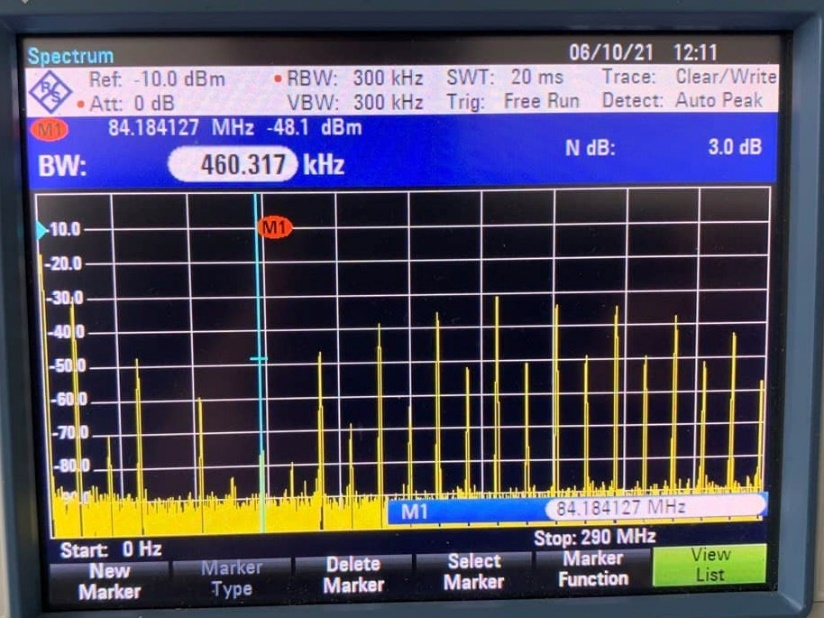 Spectrum 06/10/21 12:11
R&S Ref: -10.0 dBm RBW: 300 kHz SWT: 20 ms Trace: Clear/Write
Att: 0 dB VBW: 300 kHz Trig: Free Run Detect: Auto Peak
M1 84.184127 MHz -48.1 dBm
BW: 460.317 kHz N dB: 3.0 dB
M1
-10.0
-20.0
-30.0
-40.0
-50.0
-60.0
-70.0
-80.0
-90.0
M1 84.184127 MHz
Start: 0 Hz Stop: 290 MHz
New Marker
Marker Type
Delete Marker
Select Marker
Marker Function
View List